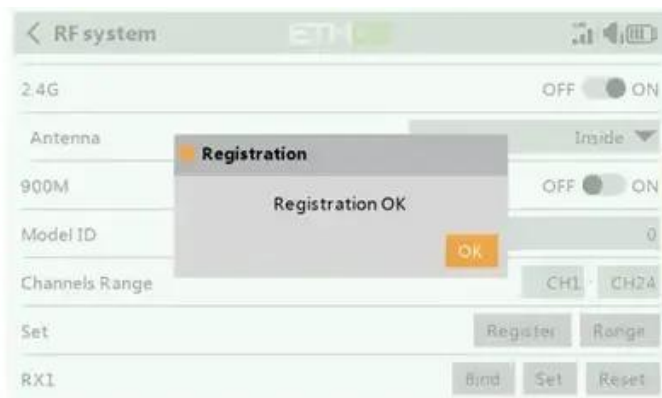 < RF system ETHOS
2.4G OFF ON
Antenna Inside
Registration
900M OFF ON
Registration OK
Model ID 0
OK
Channels Range CH1 - CH24
Set Register Range
RX1 Bind Set Reset